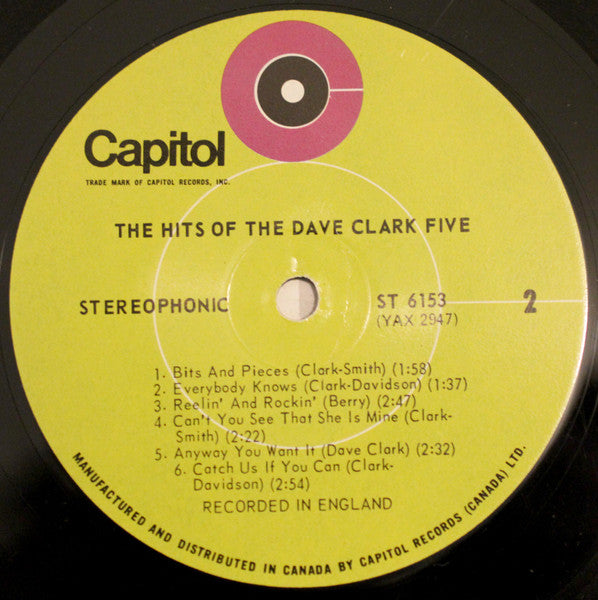 Capitol
TRADE MARK OF CAPITOL RECORDS, INC.
THE HITS OF THE DAVE CLARK FIVE
STEREOPHONIC
ST 6153
2
(YAX 2947)
1. Bits And Pieces (Clark-Smith) (1:58)
2. Everybody Knows (Clark-Davidson) (1:37)
3. Reelin' And Rockin' (Berry) (2:47)
4. Can't You See That She Is Mine (Clark-
Smith) (2:22)
5. Anyway You Want It (Dave Clark) (2:32)
6. Catch Us If You Can (Clark-
Davidson) (2:54)
RECORDED IN ENGLAND
MANUFACTURED AND DISTRIBUTED IN CANADA BY CAPITOL RECORDS (CANADA) LTD.